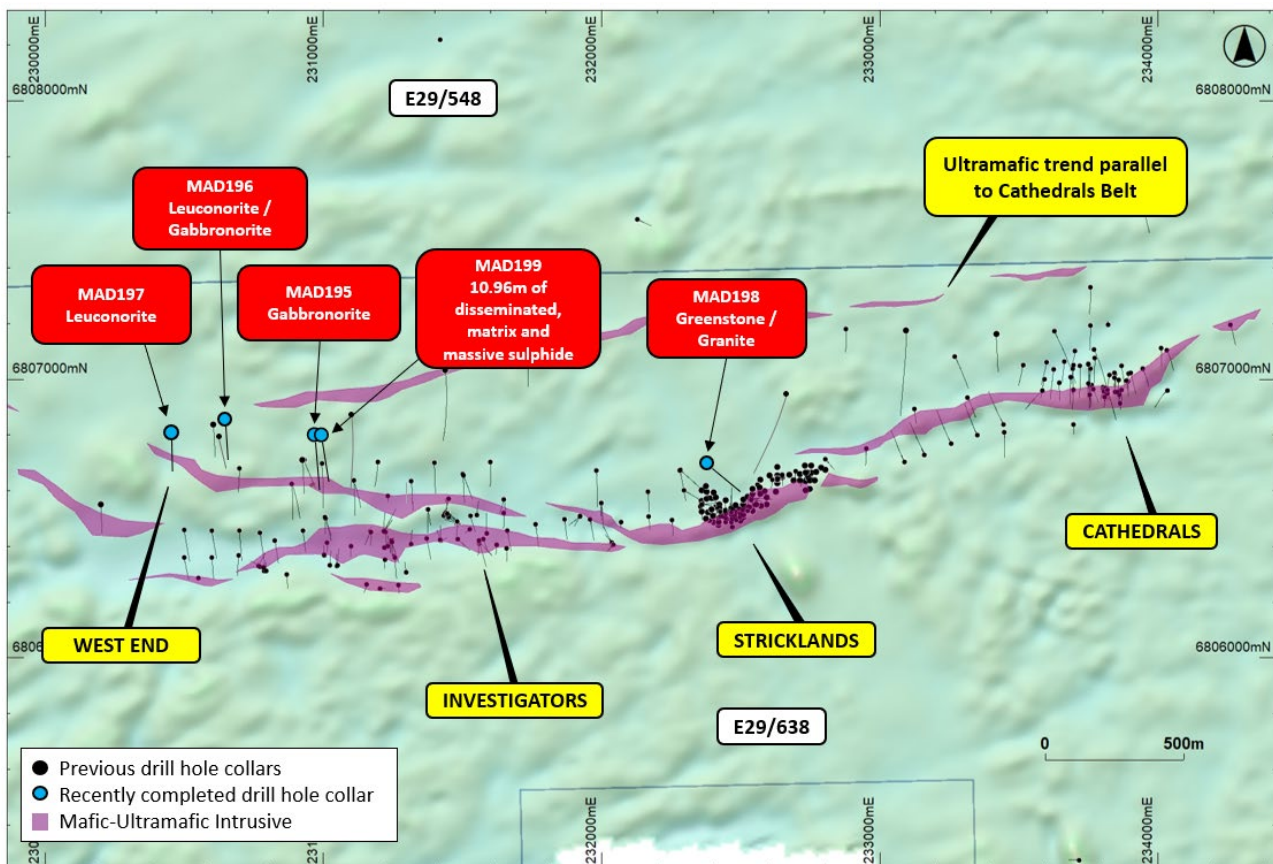 230000mE
231000mE
232000mE
233000mE
234000mE
6808000mN
6808000mN
E29/548
MAD196
Leuconorite /
Gabbronorite
Ultramafic trend parallel
to Cathedrals Belt
MAD197
Leuconorite
MAD195
Gabbronorite
MAD199
10.96m of
disseminated,
matrix and
massive sulphide
MAD198
Greenstone /
Granite
6807000mN
6807000mN
CATHEDRALS
WEST END
STRICKLANDS
6806
6806000mN
INVESTIGATORS
E29/638
0 500m
Previous drill hole collars
Recently completed drill hole collar
Mafic-Ultramafic Intrusive
230
231
232000mE
233000mE
234000mE